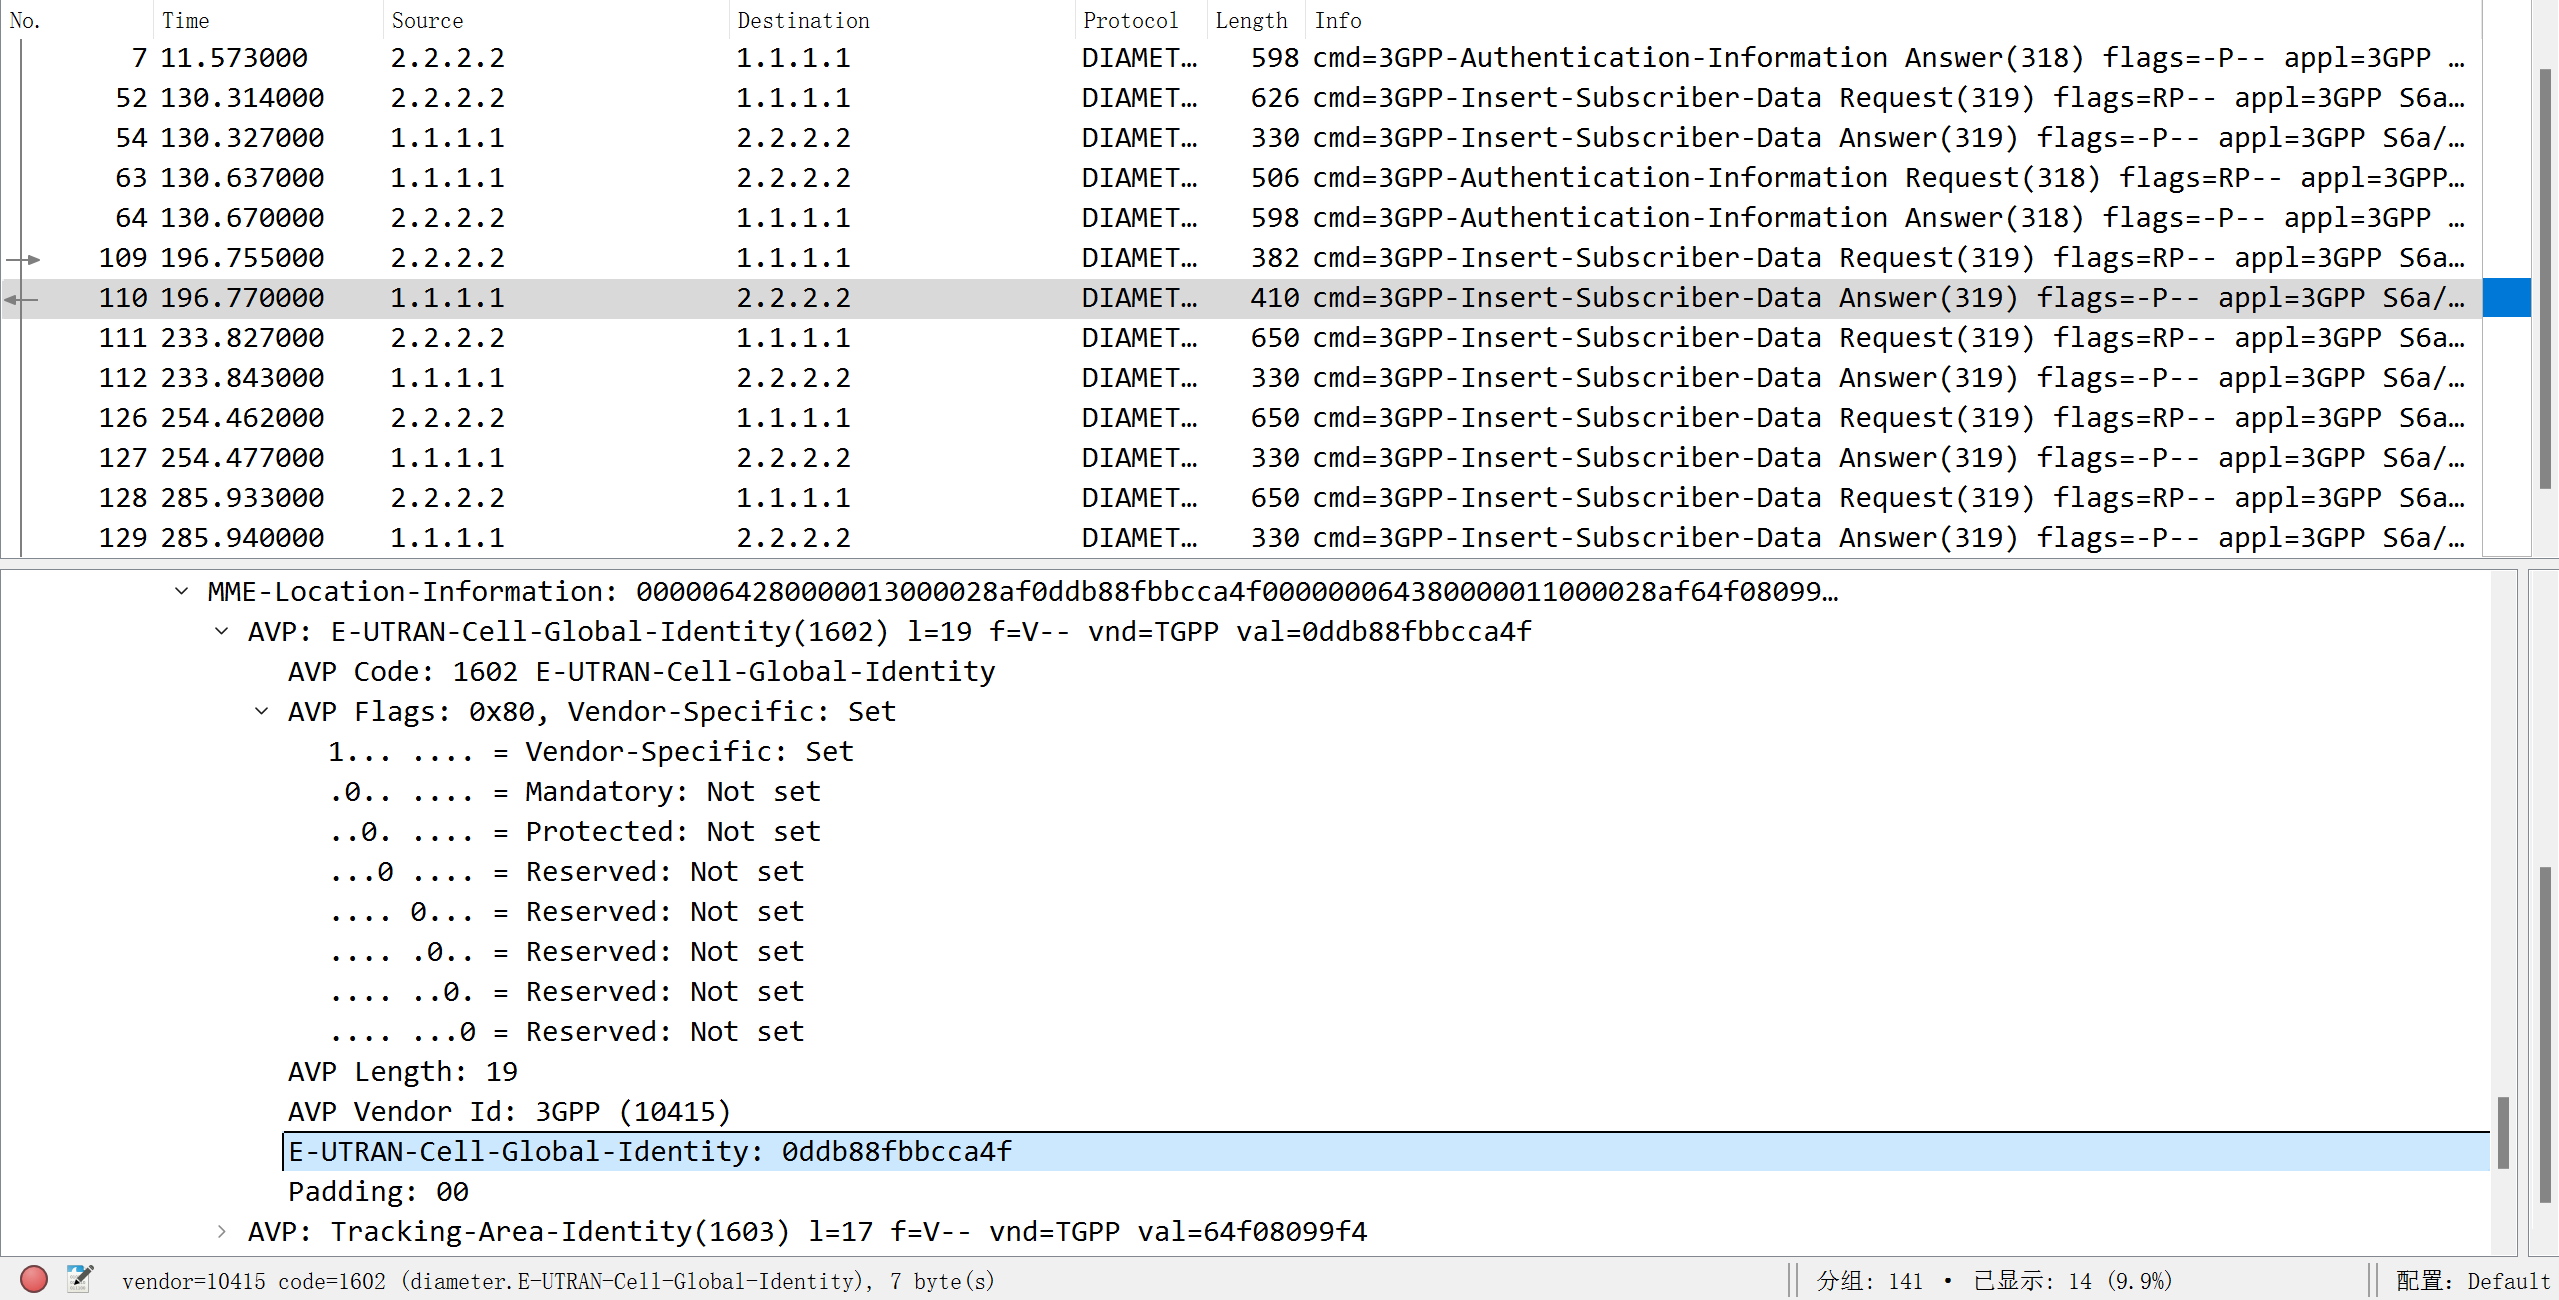 No. Time Source Destination Protocol Length Info
7 11.573000 2.2.2.2 1.1.1.1 DIAMET… 598 cmd=3GPP-Authentication-Information Answer(318) flags=-P-- appl=3GPP …
52 130.314000 2.2.2.2 1.1.1.1 DIAMET… 626 cmd=3GPP-Insert-Subscriber-Data Request(319) flags=RP-- appl=3GPP S6a…
54 130.327000 1.1.1.1 2.2.2.2 DIAMET… 330 cmd=3GPP-Insert-Subscriber-Data Answer(319) flags=-P-- appl=3GPP S6a/…
63 130.637000 1.1.1.1 2.2.2.2 DIAMET… 506 cmd=3GPP-Authentication-Information Request(318) flags=RP-- appl=3GPP…
64 130.670000 2.2.2.2 1.1.1.1 DIAMET… 598 cmd=3GPP-Authentication-Information Answer(318) flags=-P-- appl=3GPP …
109 196.755000 2.2.2.2 1.1.1.1 DIAMET… 382 cmd=3GPP-Insert-Subscriber-Data Request(319) flags=RP-- appl=3GPP S6a…
110 196.770000 1.1.1.1 2.2.2.2 DIAMET… 410 cmd=3GPP-Insert-Subscriber-Data Answer(319) flags=-P-- appl=3GPP S6a/…
111 233.827000 2.2.2.2 1.1.1.1 DIAMET… 650 cmd=3GPP-Insert-Subscriber-Data Request(319) flags=RP-- appl=3GPP S6a…
112 233.843000 1.1.1.1 2.2.2.2 DIAMET… 330 cmd=3GPP-Insert-Subscriber-Data Answer(319) flags=-P-- appl=3GPP S6a/…
126 254.462000 2.2.2.2 1.1.1.1 DIAMET… 650 cmd=3GPP-Insert-Subscriber-Data Request(319) flags=RP-- appl=3GPP S6a…
127 254.477000 1.1.1.1 2.2.2.2 DIAMET… 330 cmd=3GPP-Insert-Subscriber-Data Answer(319) flags=-P-- appl=3GPP S6a/…
128 285.933000 2.2.2.2 1.1.1.1 DIAMET… 650 cmd=3GPP-Insert-Subscriber-Data Request(319) flags=RP-- appl=3GPP S6a…
129 285.940000 1.1.1.1 2.2.2.2 DIAMET… 330 cmd=3GPP-Insert-Subscriber-Data Answer(319) flags=-P-- appl=3GPP S6a/…
MME-Location-Information: 0000064280000013000028af0ddb88fbbcca4f000000064380000011000028af64f08099…
AVP: E-UTRAN-Cell-Global-Identity(1602) l=19 f=V-- vnd=TGPP val=0ddb88fbbcca4f
AVP Code: 1602 E-UTRAN-Cell-Global-Identity
AVP Flags: 0x80, Vendor-Specific: Set
1... .... = Vendor-Specific: Set
.0.. .... = Mandatory: Not set
..0. .... = Protected: Not set
...0 .... = Reserved: Not set
.... 0... = Reserved: Not set
.... .0.. = Reserved: Not set
.... ..0. = Reserved: Not set
.... ...0 = Reserved: Not set
AVP Length: 19
AVP Vendor Id: 3GPP (10415)
E-UTRAN-Cell-Global-Identity: 0ddb88fbbcca4f
Padding: 00
AVP: Tracking-Area-Identity(1603) l=17 f=V-- vnd=TGPP val=64f08099f4
vendor=10415 code=1602 (diameter.E-UTRAN-Cell-Global-Identity), 7 byte(s) 分组: 141 · 已显示: 14 (9.9%) 配置: Default